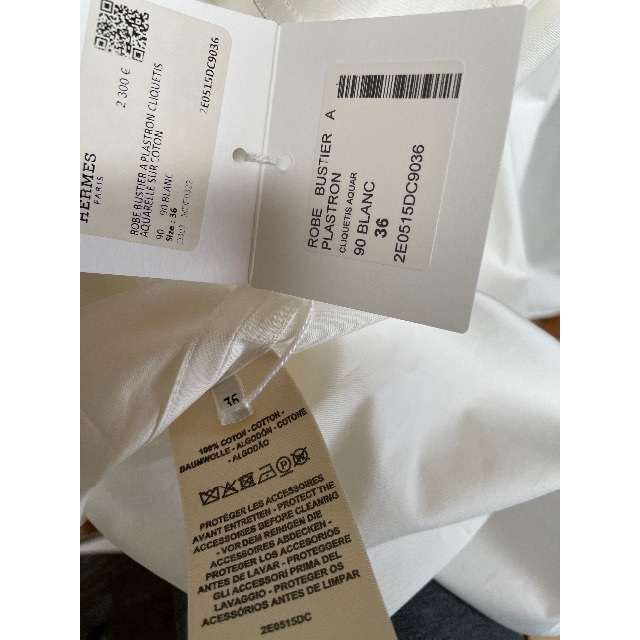 2 300 €
HERMES
PARIS
ROBE BUSTIER A PLASTRON CLIQUETIS
AQUARELLE SUR COTON
90 90 BLANC
Size : 36
2E0515DC9036
ROBE BUSTIER A
PLASTRON
CLIQUETIS AQUAR
90 BLANC
36
2E0515DC9036
36
100% COTON - COTTON -
BAUMWOLLE - ALGODÓN - COTONE
- ALGODÃO
PROTÉGER LES ACCESSOIRES
AVANT ENTRETIEN - PROTECT THE
ACCESSORIES BEFORE CLEANING
- VOR DEM REINIGEN DIE
ACCESSOIRES ABDECKEN -
PROTEGER LOS ACCESORIOS
ANTES DE LAVAR - PROTEGGERE
GLI ACCESSORI PRIMA DEL
LAVAGGIO - PROTEGER OS
ACESSÓRIOS ANTES DE LIMPAR
2E0515DC